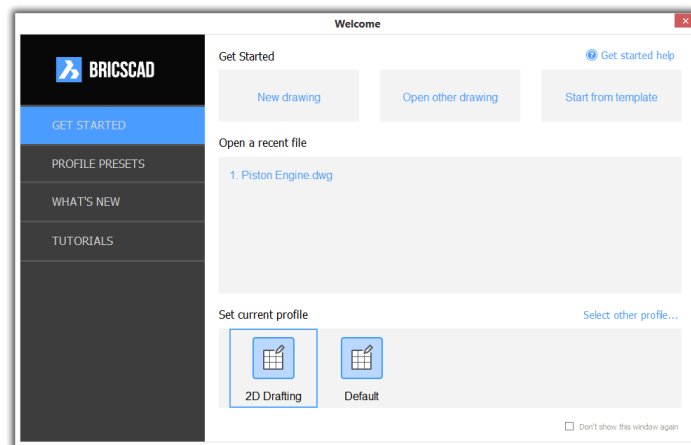 Welcome
BRICSCAD
GET STARTED
PROFILE PRESETS
WHAT'S NEW
TUTORIALS
Get Started
Get started help
New drawing
Open other drawing
Start from template
Open a recent file
1. Piston Engine.dwg
Set current profile
Select other profile...
2D Drafting
Default
Don't show this window again